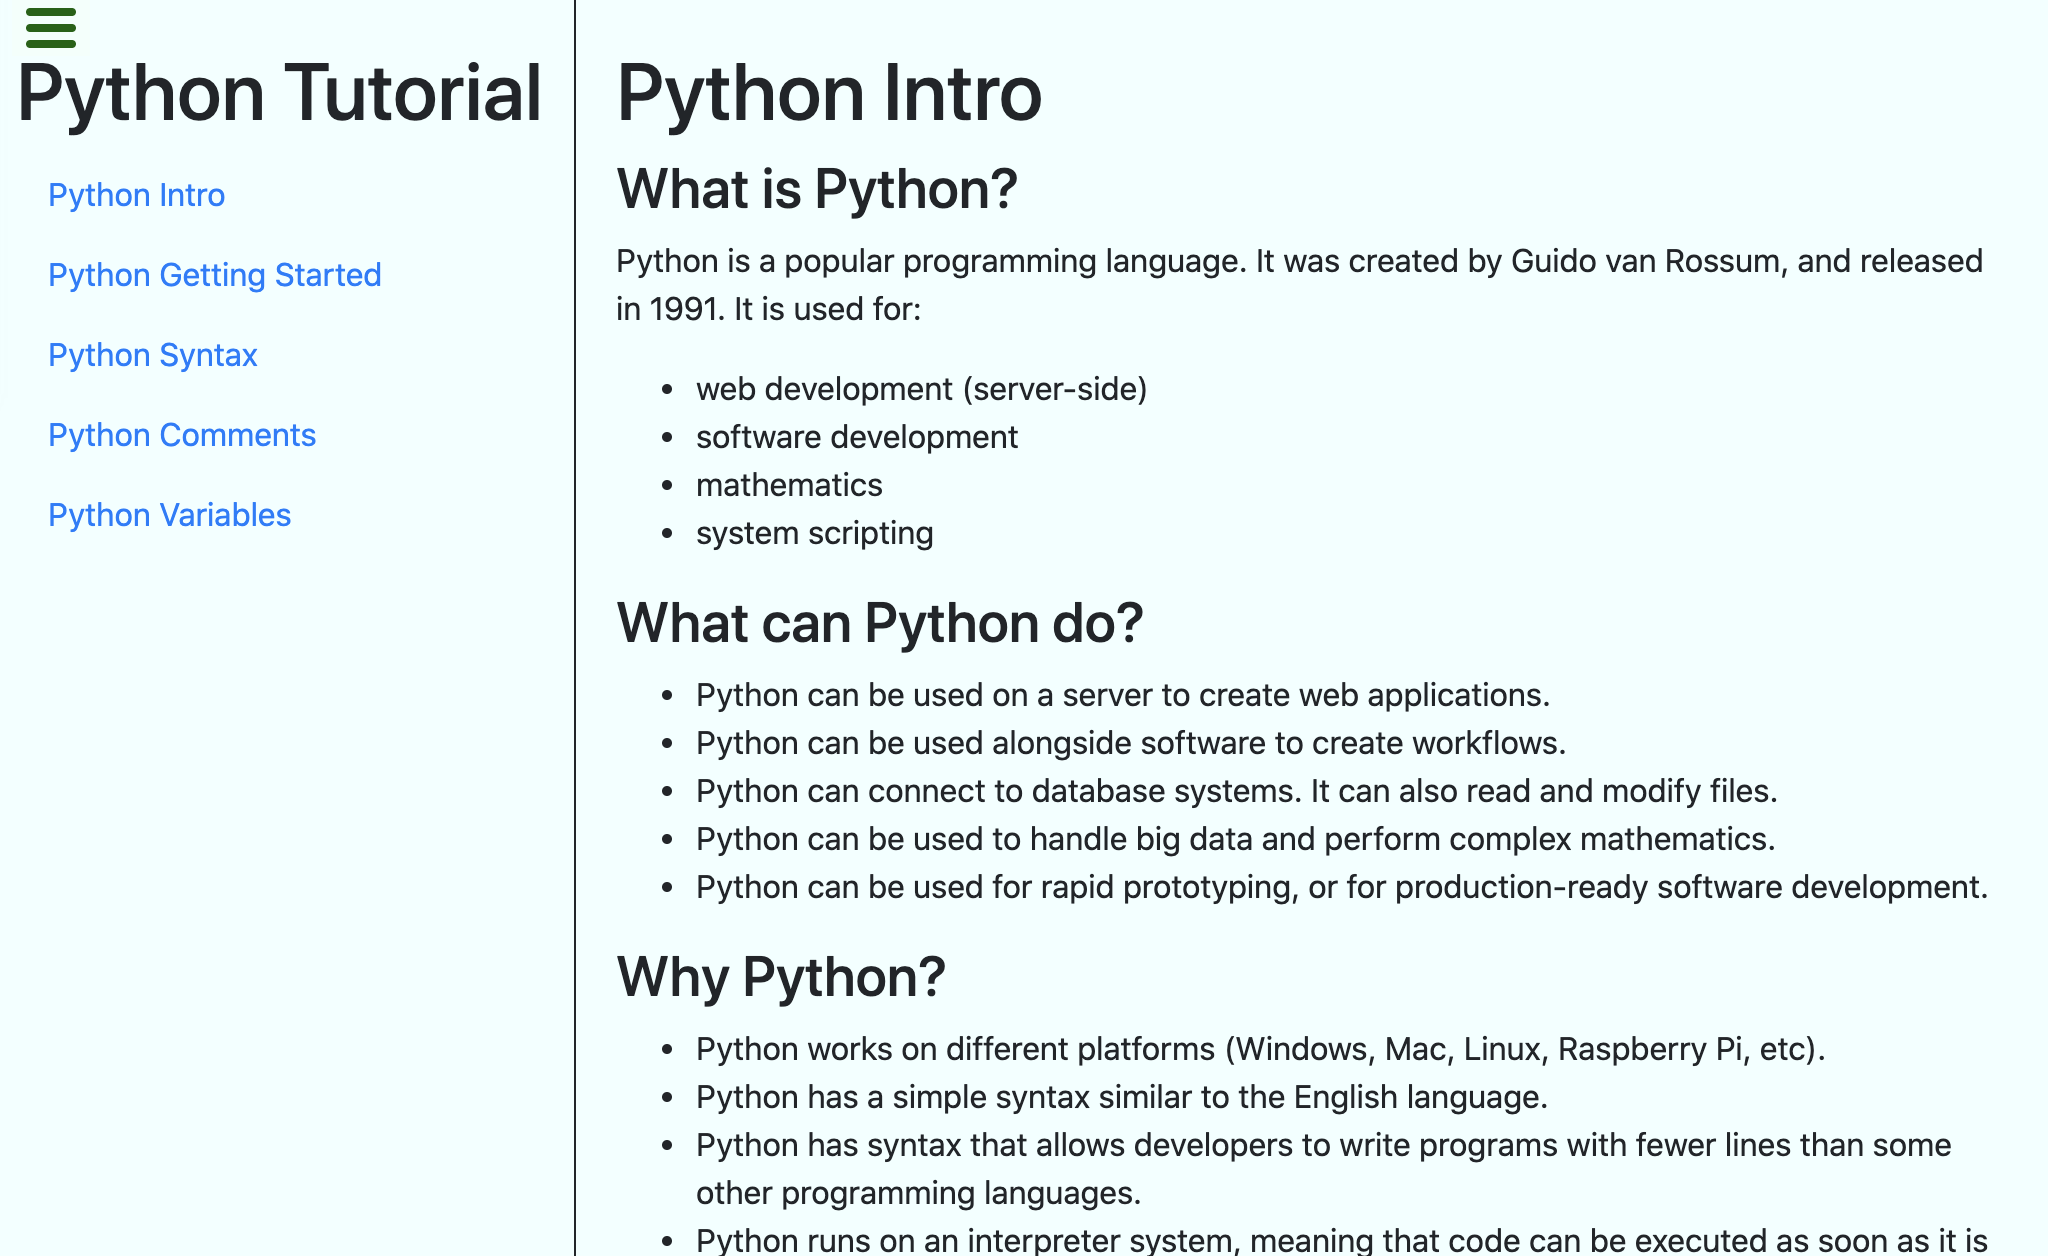 Python Tutorial
Python Intro
Python Getting Started
Python Syntax
Python Comments
Python Variables
Python Intro
What is Python?
Python is a popular programming language. It was created by Guido van Rossum, and released
in 1991. It is used for:
• web development (server-side)
• software development
• mathematics
• system scripting
What can Python do?
• Python can be used on a server to create web applications.
• Python can be used alongside software to create workflows.
• Python can connect to database systems. It can also read and modify files.
• Python can be used to handle big data and perform complex mathematics.
• Python can be used for rapid prototyping, or for production-ready software development.
Why Python?
• Python works on different platforms (Windows, Mac, Linux, Raspberry Pi, etc).
• Python has a simple syntax similar to the English language.
• Python has syntax that allows developers to write programs with fewer lines than some
other programming languages.
• Python runs on an interpreter system, meaning that code can be executed as soon as it is